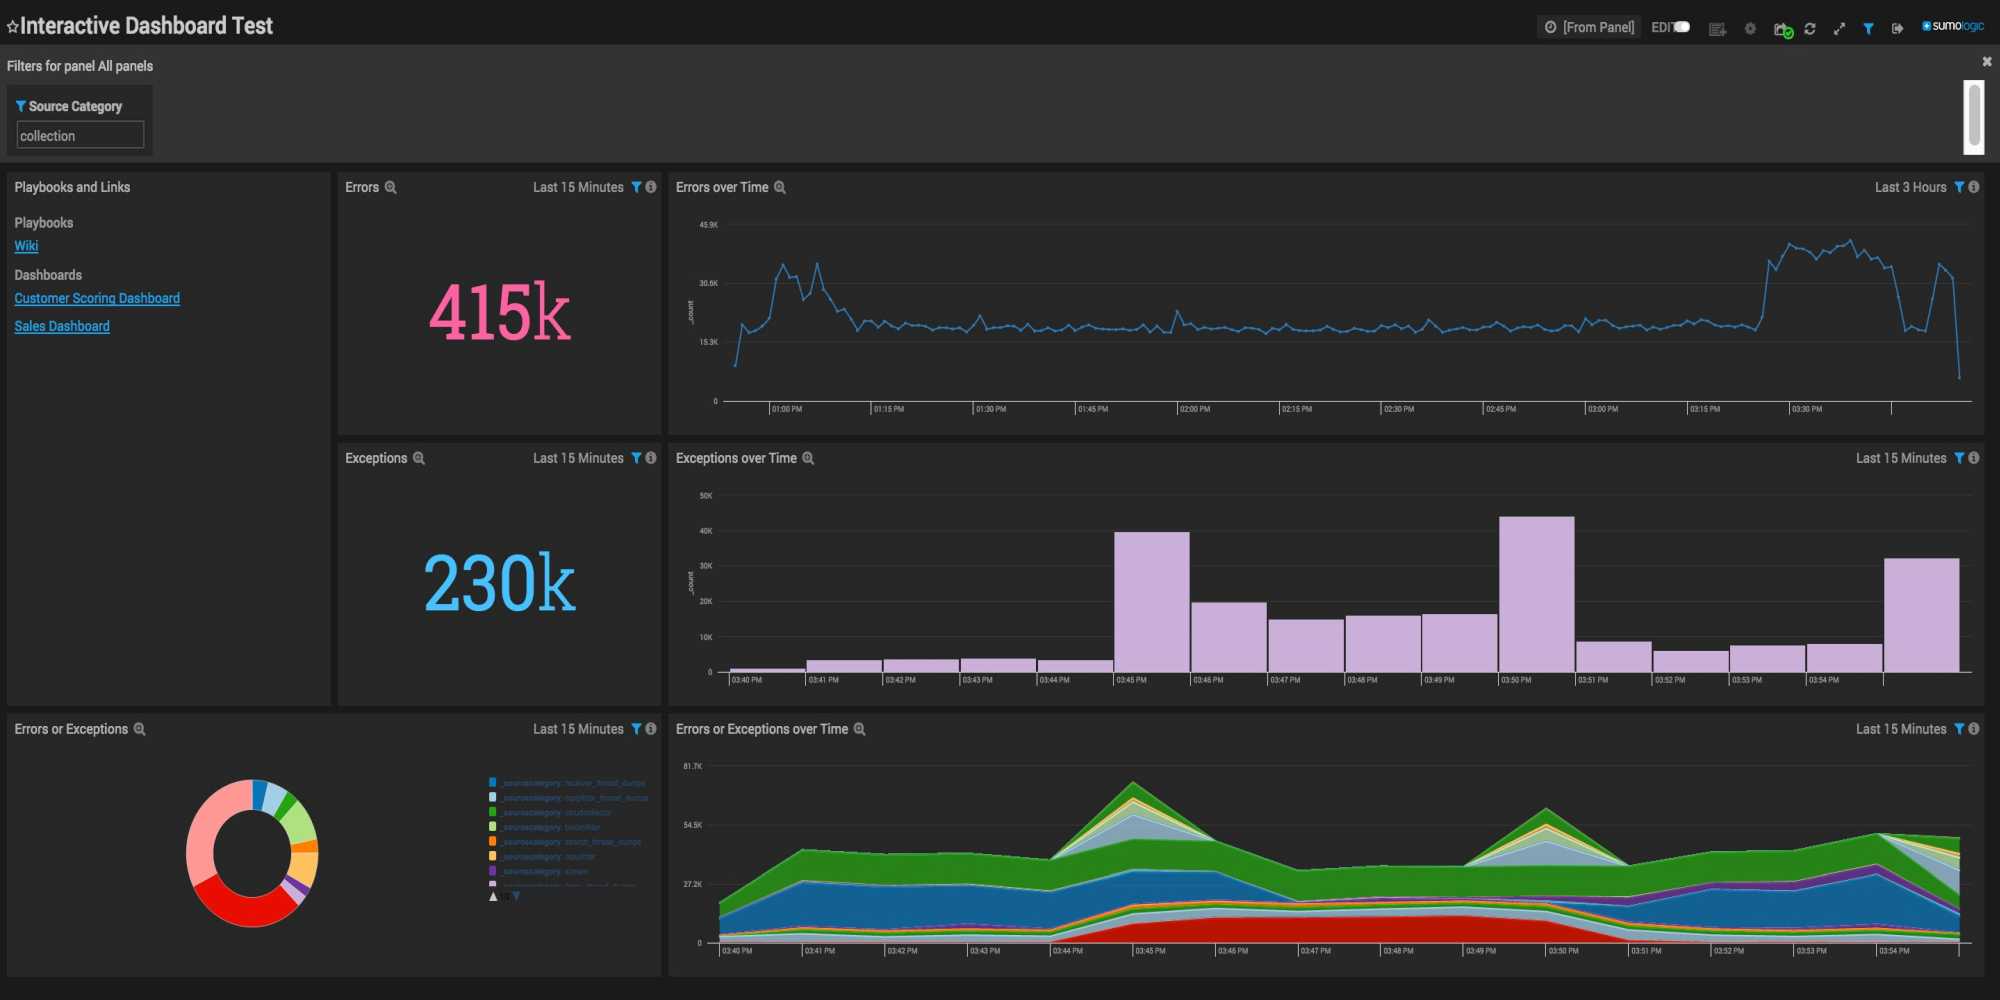 Interactive Dashboard Test
[From Panel]
EDIT
sumologic
Filters for panel All panels
Source Category
collection
Playbooks and Links
Playbooks
Wiki
Dashboards
Customer Scoring Dashboard
Sales Dashboard
Errors
Last 15 Minutes
415k
Errors over Time
Last 3 Hours
45.9K
30.6K
15.3K
0
_count
01:00 PM
01:15 PM
01:30 PM
01:45 PM
02:00 PM
02:15 PM
02:30 PM
02:45 PM
03:00 PM
03:15 PM
03:30 PM
Exceptions
Last 15 Minutes
230k
Exceptions over Time
Last 15 Minutes
50K
40K
30K
20K
10K
0
_count
03:40 PM
03:41 PM
03:42 PM
03:43 PM
03:44 PM
03:45 PM
03:46 PM
03:47 PM
03:48 PM
03:49 PM
03:50 PM
03:51 PM
03:52 PM
03:53 PM
03:54 PM
Errors or Exceptions
Last 15 Minutes
Errors or Exceptions over Time
Last 15 Minutes
81.7K
54.5K
27.2K
0
03:40 PM
03:41 PM
03:42 PM
03:43 PM
03:44 PM
03:45 PM
03:46 PM
03:47 PM
03:48 PM
03:49 PM
03:50 PM
03:51 PM
03:52 PM
03:53 PM
03:54 PM